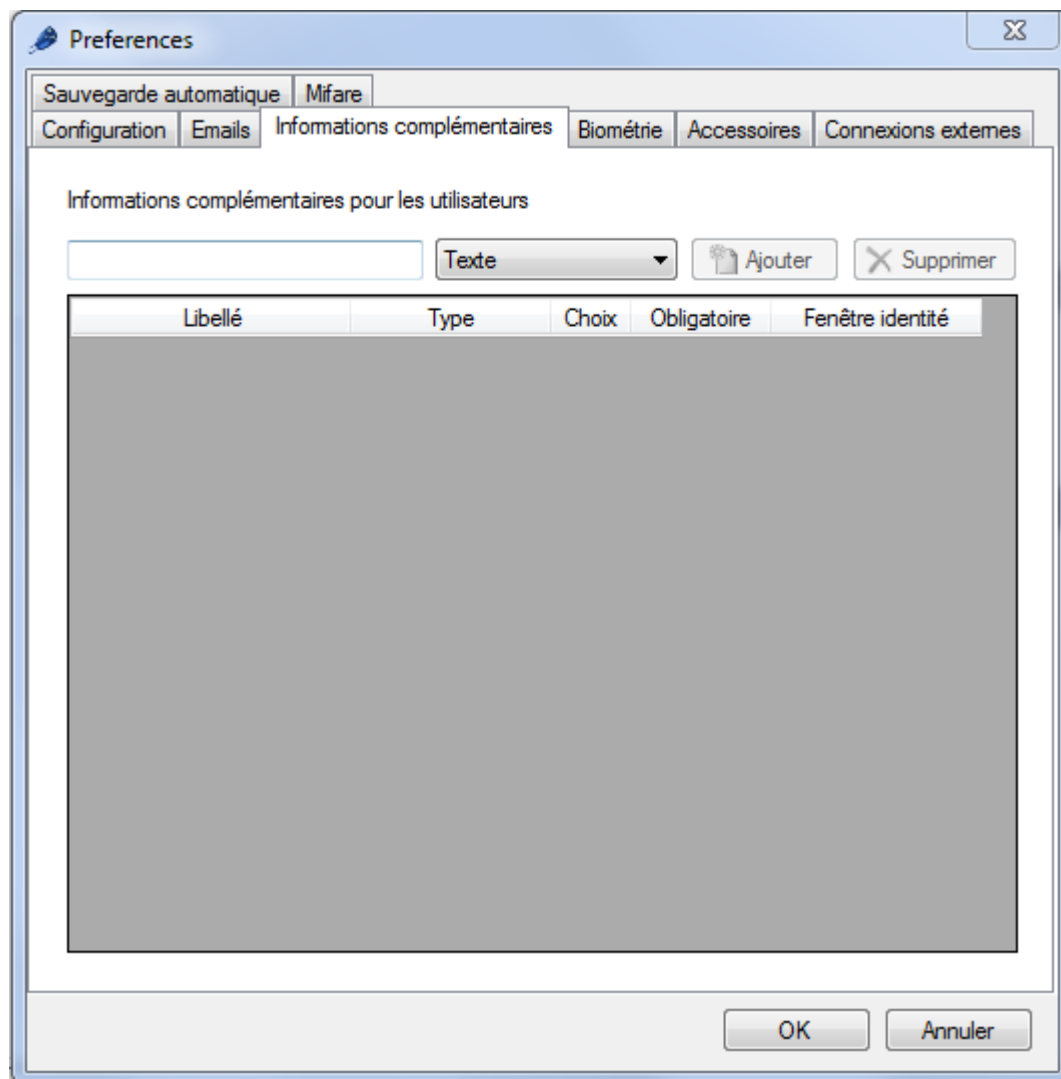 Preferences
Sauvegarde automatique Mifare
Configuration Emails Informations complémentaires Biométrie Accessoires Connexions externes
Informations complémentaires pour les utilisateurs
Texte Ajouter Supprimer
Libellé Type Choix Obligatoire Fenêtre identité
OK Annuler